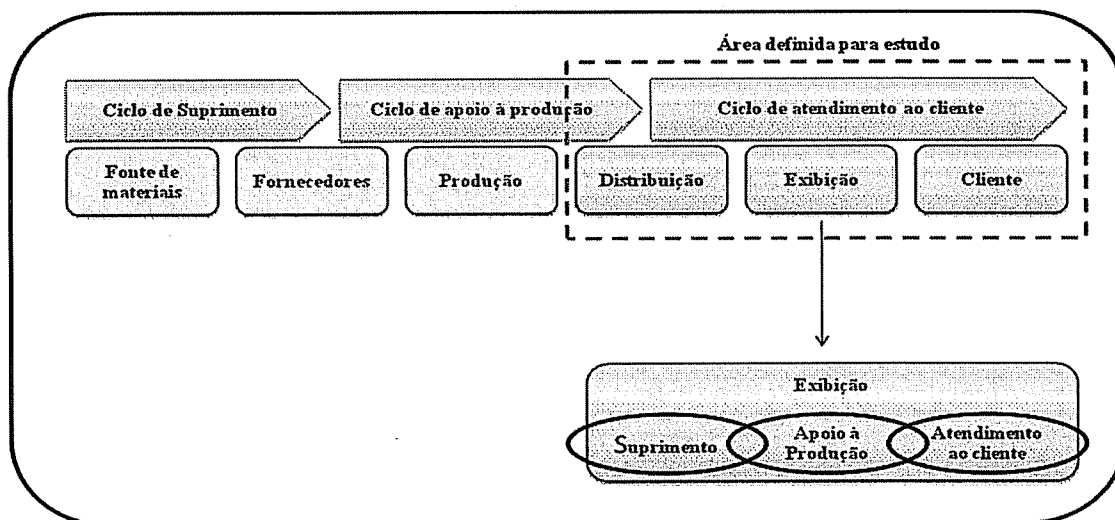 Área definida para estudo
Ciclo de Suprimento
Ciclo de apoio à produção
Ciclo de atendimento ao cliente
Fonte de
materiais
Fornecedores
Produção
Distribuição
Exibição
Cliente
Exibição
Suprimento
Apoio à
Produção
Atendimento
ao cliente